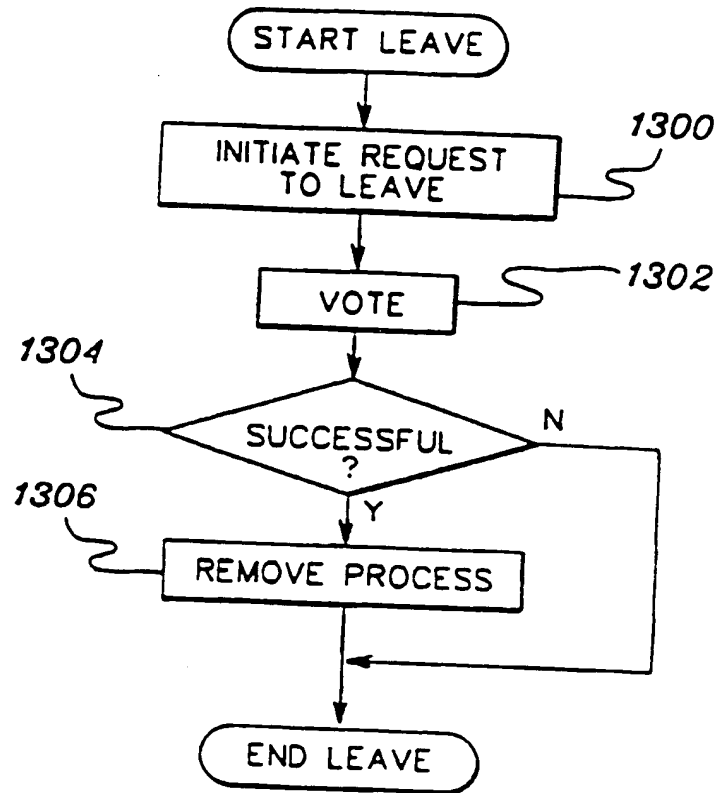 START LEAVE
1300
INITIATE REQUEST
TO LEAVE
1302
VOTE
1304
N
SUCCESSFUL
?
Y
1306
REMOVE PROCESS
END LEAVE